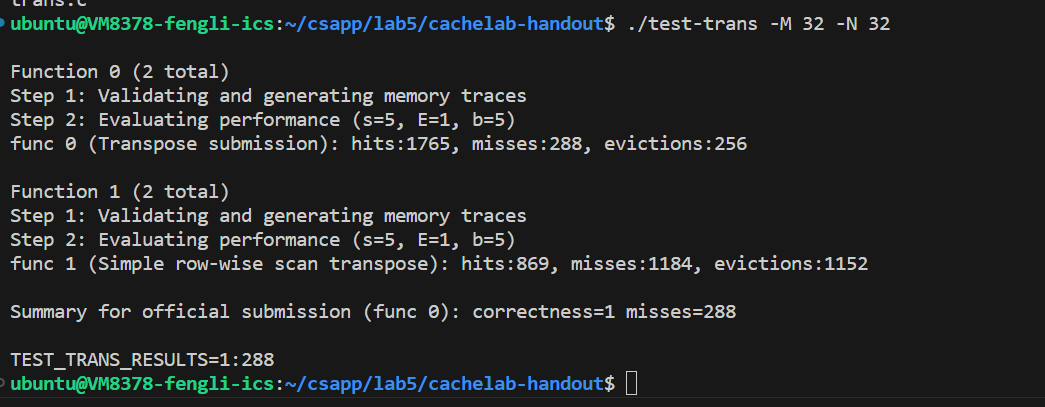 trans.c
ubuntu@VM8378-fengli-ics:~/csapp/lab5/cachelab-handout$ ./test-trans -M 32 -N 32
Function 0 (2 total)
Step 1: Validating and generating memory traces
Step 2: Evaluating performance (s=5, E=1, b=5)
func 0 (Transpose submission): hits:1765, misses:288, evictions:256
Function 1 (2 total)
Step 1: Validating and generating memory traces
Step 2: Evaluating performance (s=5, E=1, b=5)
func 1 (Simple row-wise scan transpose): hits:869, misses:1184, evictions:1152
Summary for official submission (func 0): correctness=1 misses=288
TEST_TRANS_RESULTS=1:288
ubuntu@VM8378-fengli-ics:~/csapp/lab5/cachelab-handout$